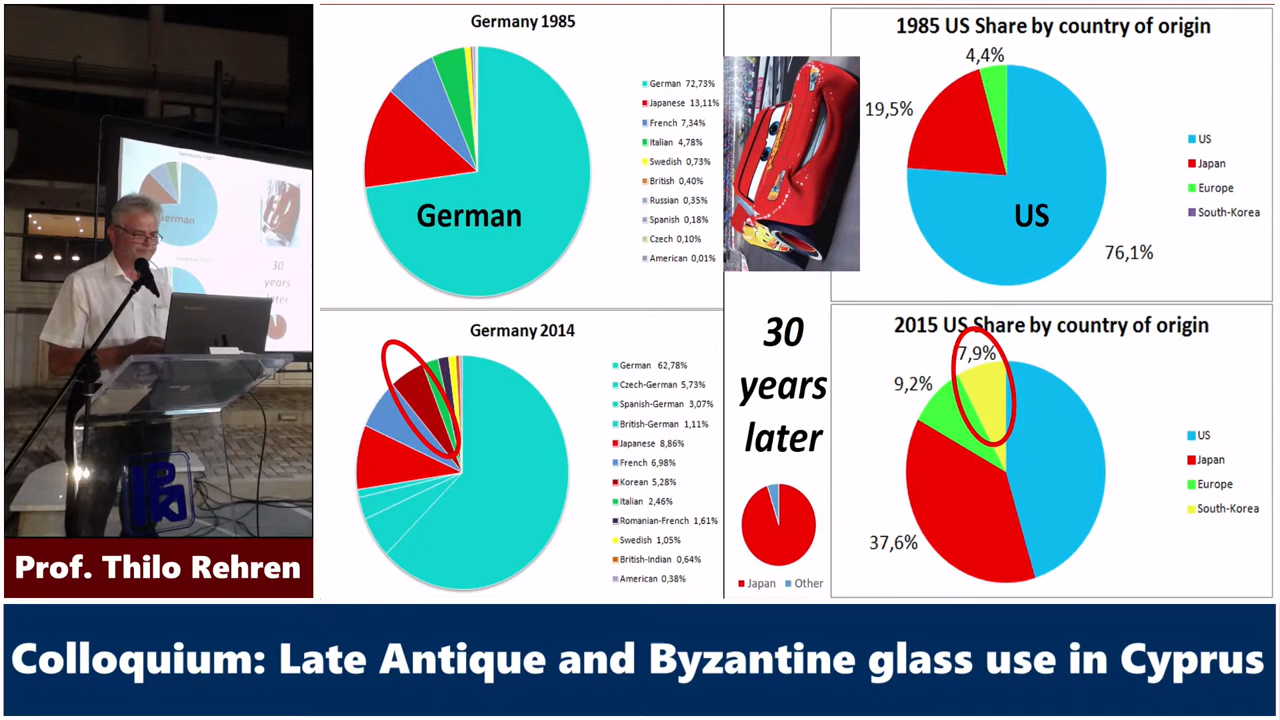 Germany 1985
German 72,73%
Japanese 13,11%
French 7,34%
Italian 4,78%
Swedish 0,73%
British 0,40%
Russian 0,35%
Spanish 0,18%
Czech 0,10%
American 0,01%
German
1985 US Share by country of origin
4,4%
19,5%
US
76,1%
US
Japan
Europe
South-Korea
German
30
years
later
Germany 2014
German 62,78%
Czech-German 5,73%
Spanish-German 3,07%
British-German 1,11%
Japanese 8,86%
French 6,98%
Korean 5,28%
Italian 2,46%
Romanian-French 1,61%
Swedish 1,05%
British-Indian 0,64%
American 0,38%
30
years
later
Japan Other
2015 US Share by country of origin
7,9%
9,2%
37,6%
US
Japan
Europe
South-Korea
Prof. Thilo Rehren
Colloquium: Late Antique and Byzantine glass use in Cyprus